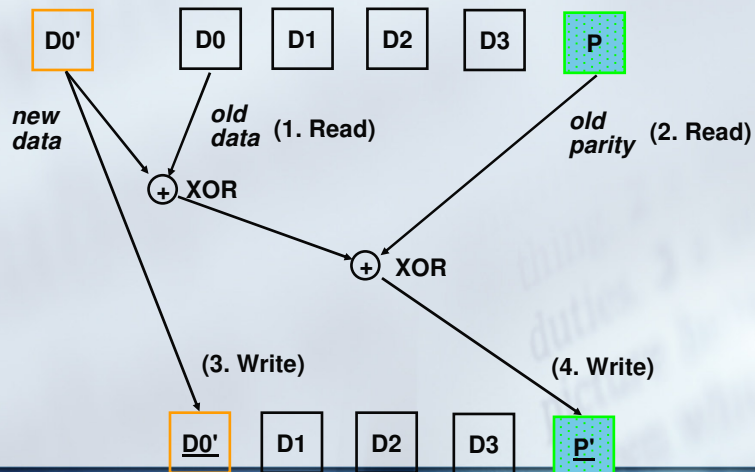 D0' D0 D1 D2 D3 P
new
data
old
data (1. Read)
old
parity (2. Read)
+ XOR
+ XOR
(3. Write)
(4. Write)
D0' D1 D2 D3 P'